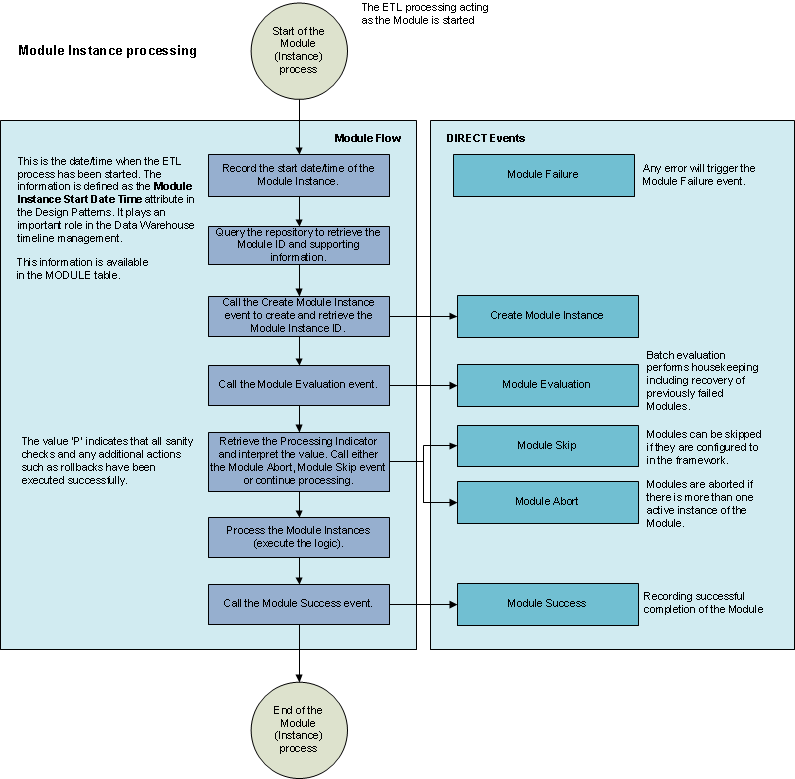 The ETL processing acting
as the Module is started
Start of the
Module
(Instance)
process
Module Instance processing
Module Flow
This is the date/time when the ETL
process has been started. The
information is defined as the Module
Instance Start Date Time attribute in
the Design Patterns. It plays an
important role in the Data Warehouse
timeline management.
This information is available
in the MODULE table.
Record the start date/time of the
Module Instance.
Query the repository to retrieve the
Module ID and supporting
information.
Call the Create Module Instance
event to create and retrieve the
Module Instance ID.
Call the Module Evaluation event.
The value 'P' indicates that all sanity
checks and any additional actions
such as rollbacks have been
executed successfully.
Retrieve the Processing Indicator
and interpret the value. Call either
the Module Abort, Module Skip event
or continue processing.
Process the Module Instances
(execute the logic).
Call the Module Success event.
DIRECT Events
Module Failure
Any error will trigger the
Module Failure event.
Create Module Instance
Module Evaluation
Batch evaluation
performs housekeeping
including recovery of
previously failed
Modules.
Module Skip
Modules can be skipped
if they are configured to
in the framework.
Module Abort
Modules are aborted if
there is more than one
active instance of the
Module.
Module Success
Recording successful
completion of the Module
End of the
Module
(Instance)
process